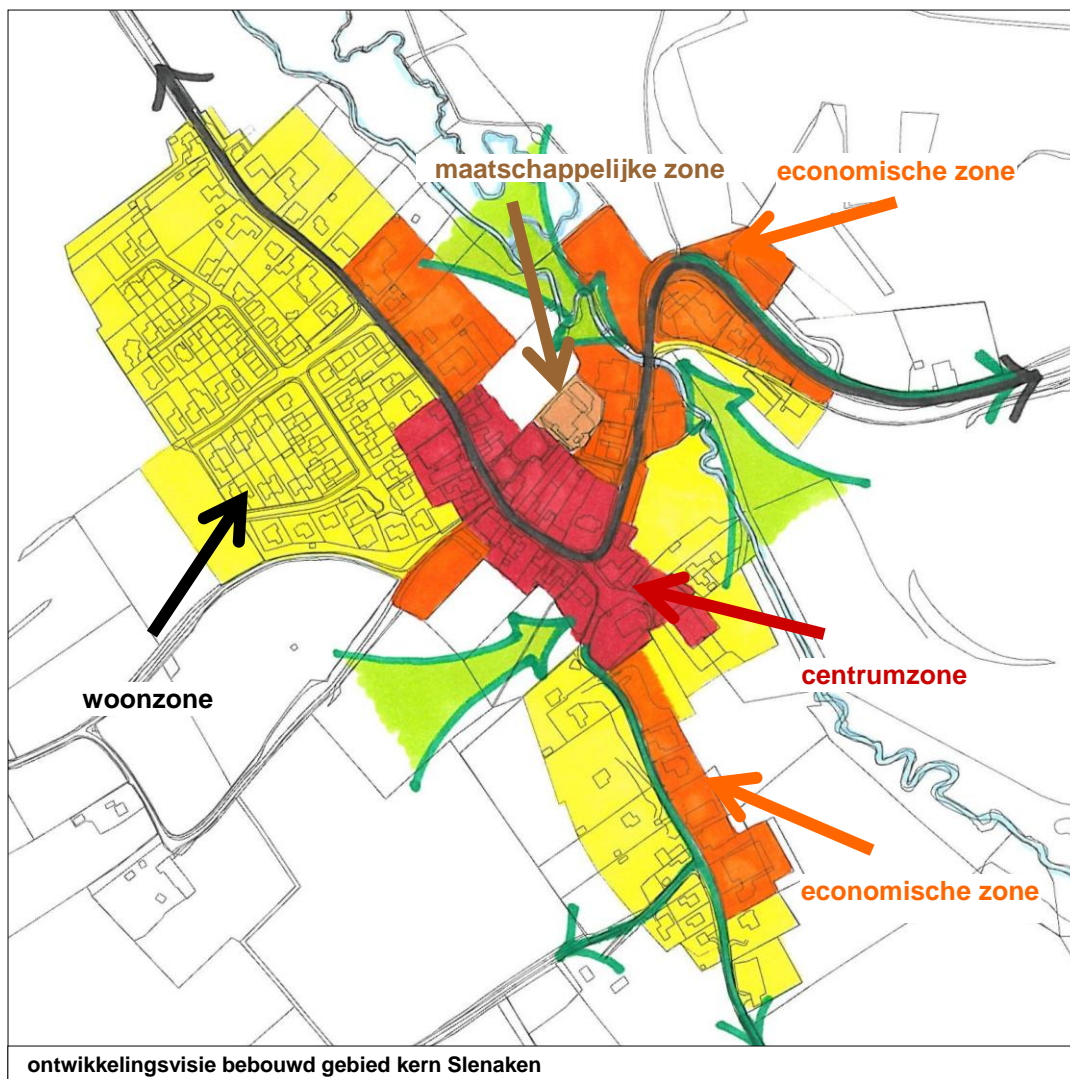 maatschappelijke zone
economische zone
woonzone
centrumzone
economische zone
ontwikkelingsvisie bebouwd gebied kern Slenaken